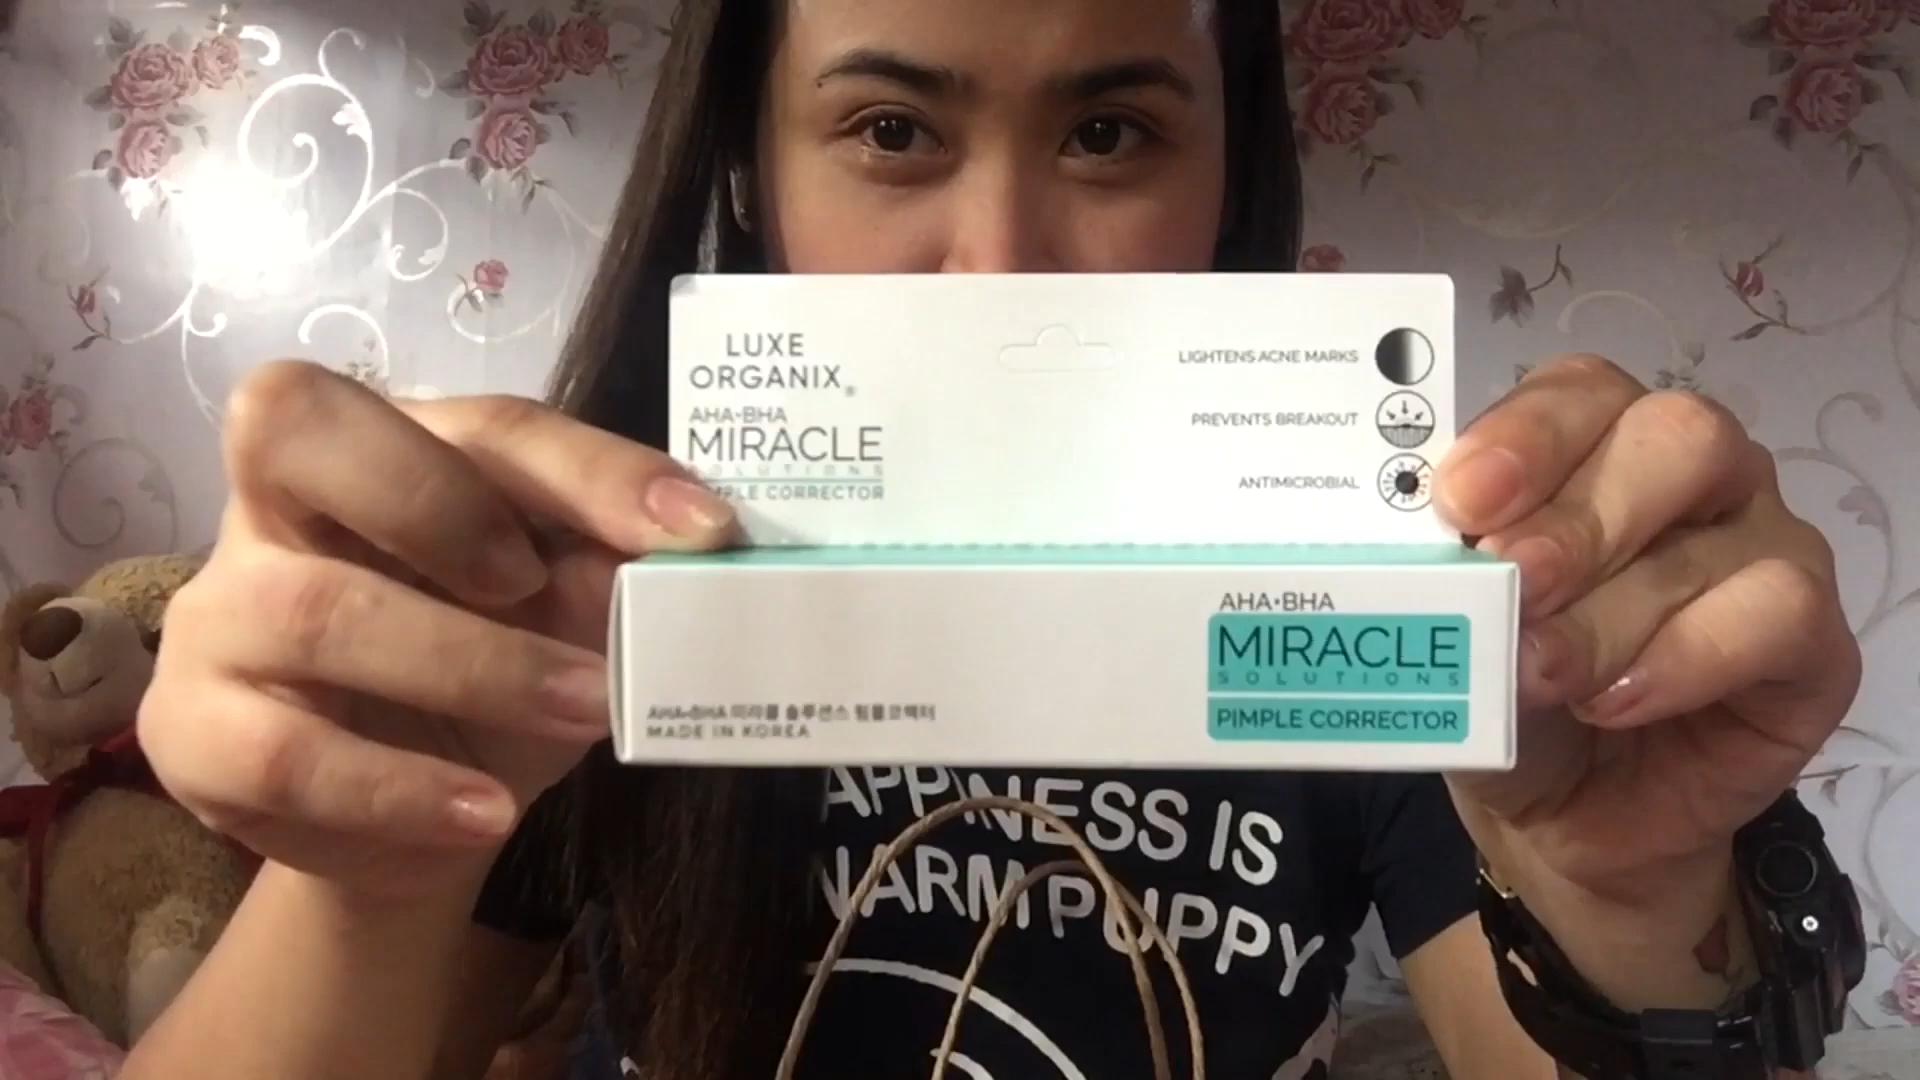 LUXE
ORGANIX®
AHA•BHA
MIRACLE
SOLUTIONS
CORRECTOR
LIGHTENS ACNE MARKS
PREVENTS BREAKOUT
ANTIMICROBIAL
AHA•BHA
MIRACLE
SOLUTIONS
PIMPLE CORRECTOR
AHA•BHA 미라클 솔루션스 핌플코렉터
MADE IN KOREA
APPINESS IS
WARM PUPPY